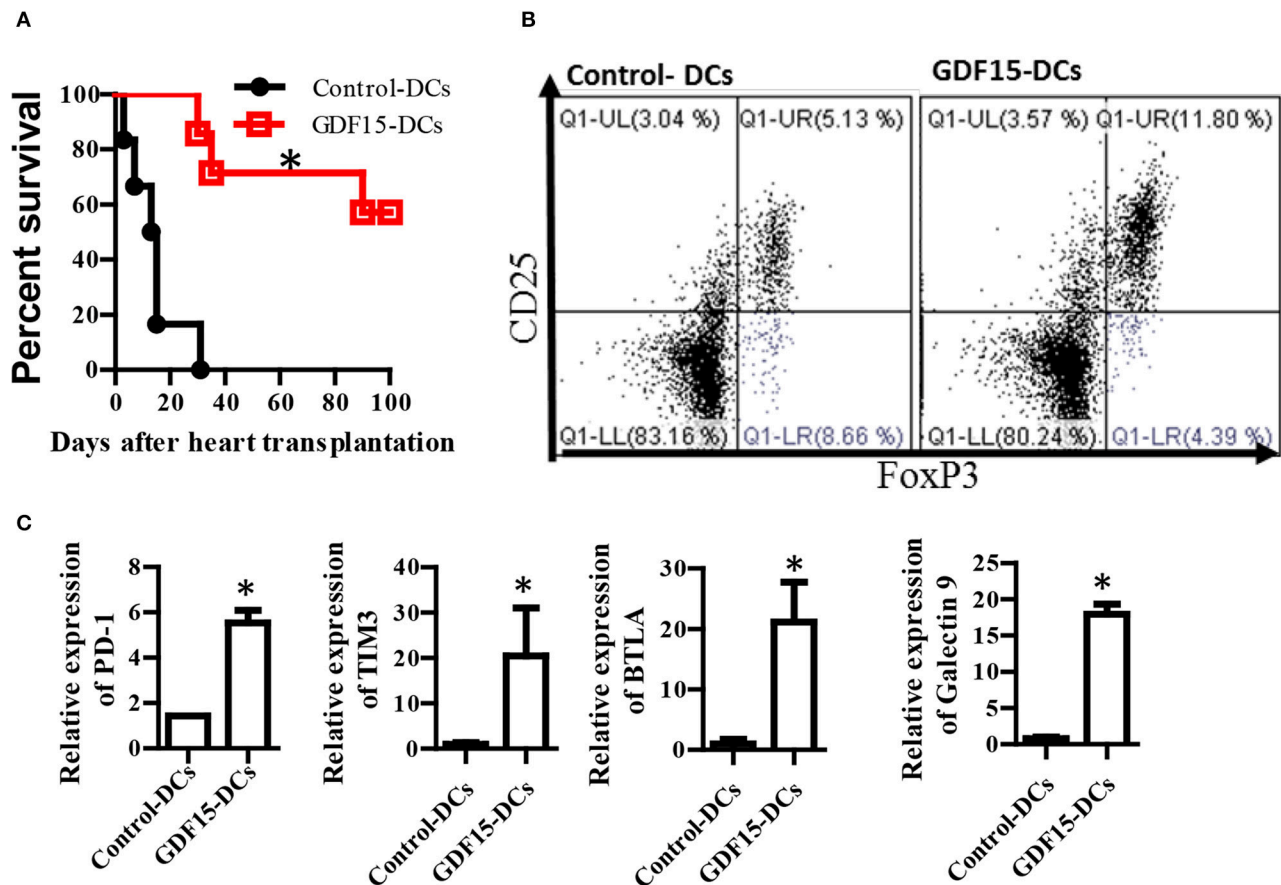 A
Control-DCs
GDF15-DCs
*
Percent survival
100
80
60
40
20
0
0 20 40 60 80 100
Days after heart transplantation
B
Control- DCs
GDF15-DCs
Q1-UL(3.04 %)
Q1-UR(5.13 %)
Q1-UL(3.57 %)
Q1-UR(11.80 %)
CD25
Q1-LL(83.16 %)
Q1-LR(8.66 %)
Q1-LL(80.24 %)
Q1-LR(4.39 %)
FoxP3
C
Relative expression
of PD-1
8
6
4
2
0
*
Control-DCs
GDF15-DCs
Relative expression
of TIM3
40
30
20
10
0
*
Control-DCs
GDF15-DCs
Relative expression
of BTLA
30
20
10
0
*
Control-DCs
GDF15-DCs
Relative expression
of Galectin 9
25
20
15
10
5
0
*
Control-DCs
GDF15-DCs